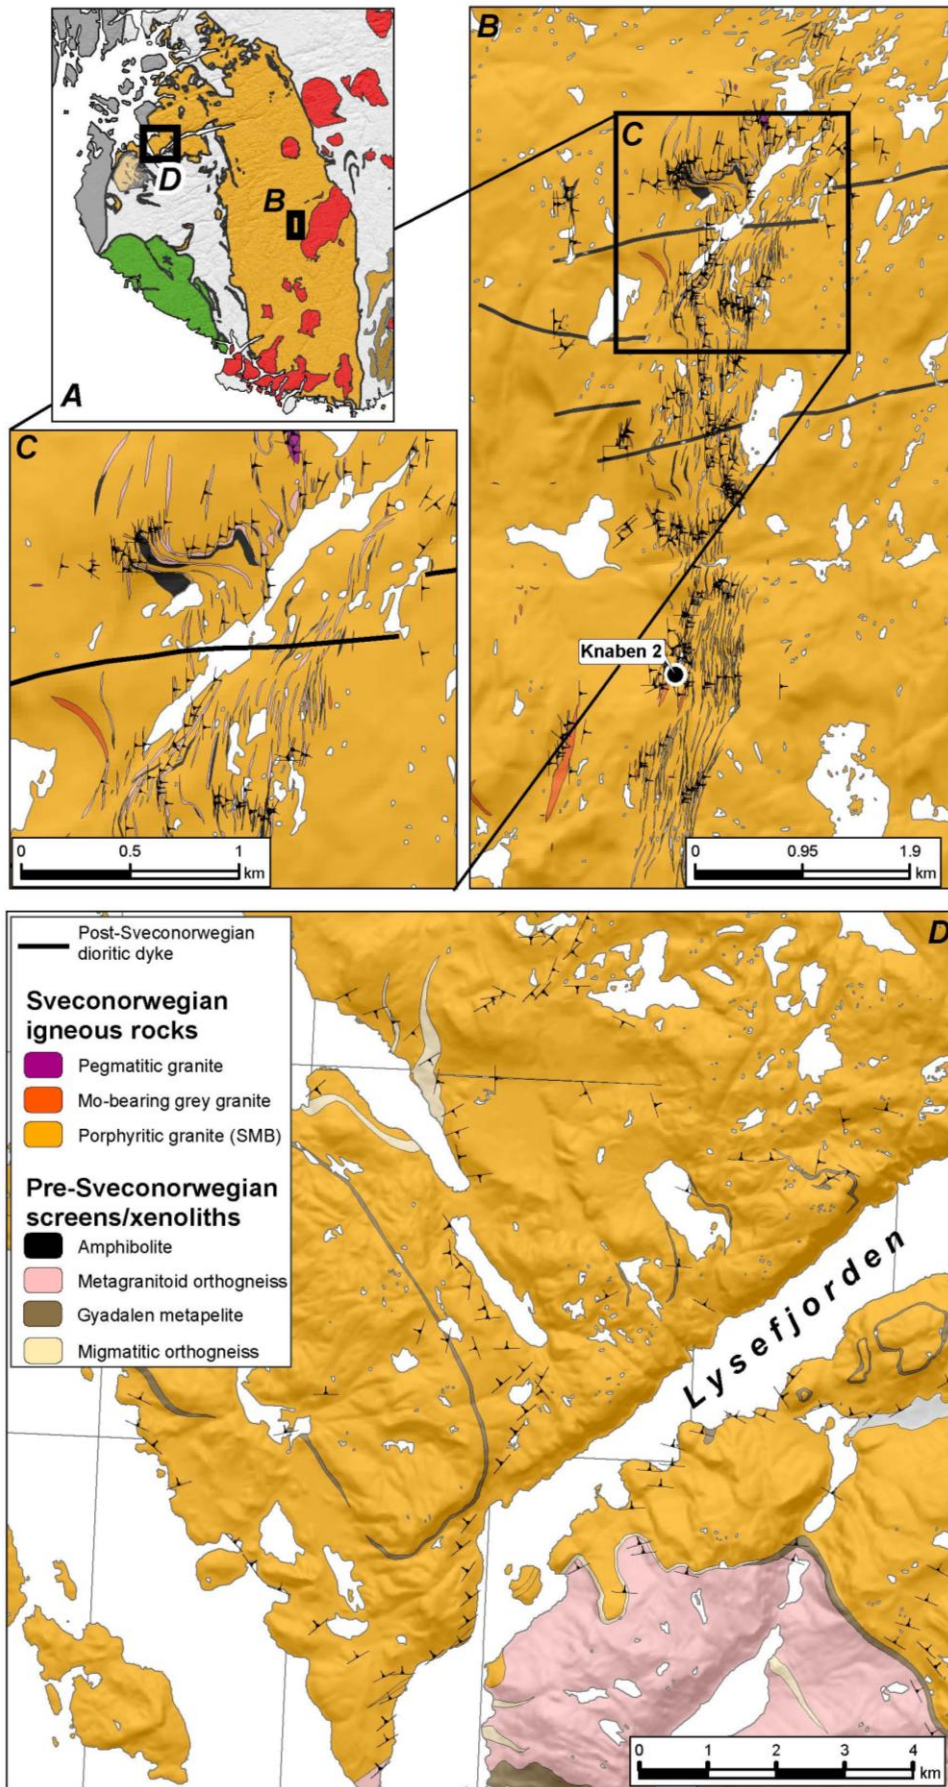 A
B
D
B
C
Knaben 2
0
0.95
1.9
km
C
0
0.5
1
km
D
Post-Sveconorwegian
dioritic dyke
Sveconorwegian
igneous rocks
Pegmatitic granite
Mo-bearing grey granite
Porphyritic granite (SMB)
Pre-Sveconorwegian
screens/xenoliths
Amphibolite
Metagranitoid orthogneiss
Gyadalen metapelite
Migmatitic orthogneiss
Lysefjorden
0
1
2
3
4
km